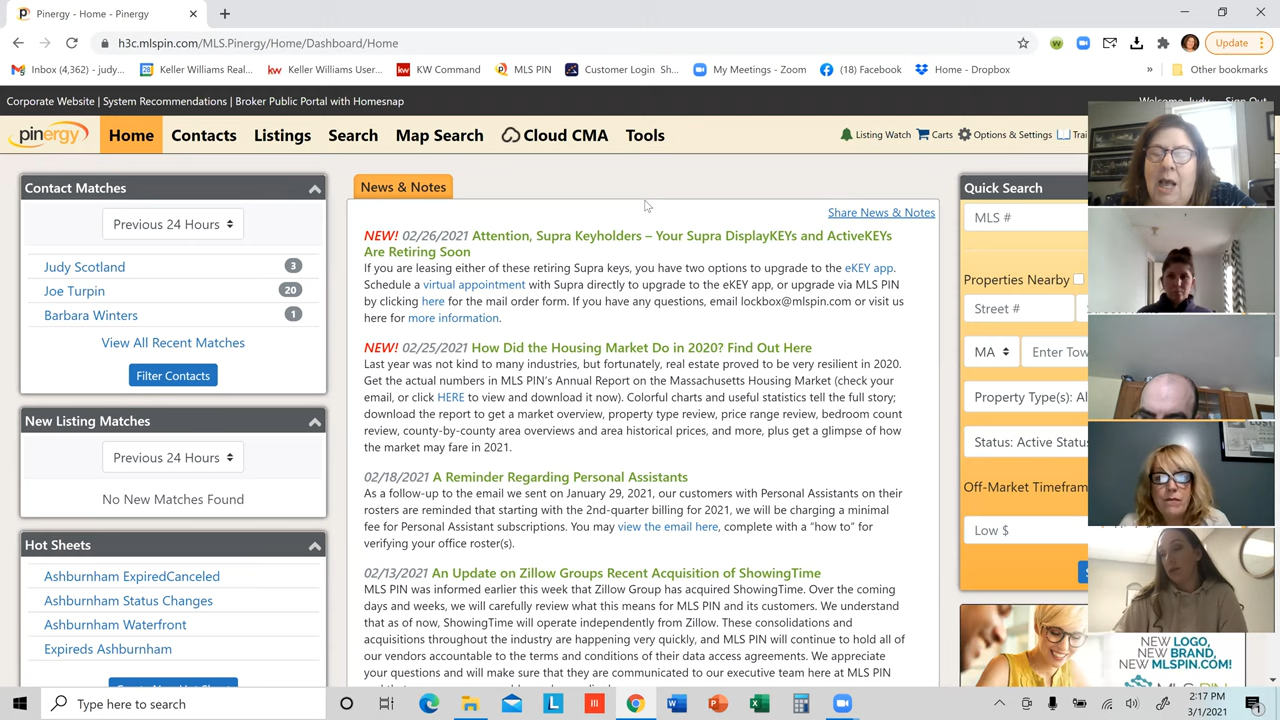 Pinergy - Home - Pinergy
h3c.mlspin.com/MLS.Pinergy/Home/Dashboard/Home
Update
Inbox (4,362) - judy...
Keller Williams Real...
Keller Williams User...
KW Command
MLS PIN
Customer Login Sh...
My Meetings - Zoom
(18) Facebook
Home - Dropbox
»
Other bookmarks
Corporate Website | System Recommendations | Broker Public Portal with Homesnap
Welcome, Judy
Sign Out
pinergy
Home
Contacts
Listings
Search
Map Search
Cloud CMA
Tools
Listing Watch
Carts
Options & Settings
Trai
Contact Matches
Previous 24 Hours
Judy Scotland 3
Joe Turpin 20
Barbara Winters 1
View All Recent Matches
Filter Contacts
New Listing Matches
Previous 24 Hours
No New Matches Found
Hot Sheets
Ashburnham ExpiredCanceled
Ashburnham Status Changes
Ashburnham Waterfront
Expireds Ashburnham
News & Notes
Share News & Notes
NEW! 02/26/2021 Attention, Supra Keyholders – Your Supra DisplayKEYs and ActiveKEYs
Are Retiring Soon
If you are leasing either of these retiring Supra keys, you have two options to upgrade to the eKEY app.
Schedule a virtual appointment with Supra directly to upgrade to the eKEY app, or upgrade via MLS PIN
by clicking here for the mail order form. If you have any questions, email lockbox@mlspin.com or visit us
here for more information.
NEW! 02/25/2021 How Did the Housing Market Do in 2020? Find Out Here
Last year was not kind to many industries, but fortunately, real estate proved to be very resilient in 2020.
Get the actual numbers in MLS PIN's Annual Report on the Massachusetts Housing Market (check your
email, or click HERE to view and download it now). Colorful charts and useful statistics tell the full story;
download the report to get a market overview, property type review, price range review, bedroom count
review, county-by-county area overviews and area historical prices, and more, plus get a glimpse of how
the market may fare in 2021.
02/18/2021 A Reminder Regarding Personal Assistants
As a follow-up to the email we sent on January 29, 2021, our customers with Personal Assistants on their
rosters are reminded that starting with the 2nd-quarter billing for 2021, we will be charging a minimal
fee for Personal Assistant subscriptions. You may view the email here, complete with a "how to" for
verifying your office roster(s).
02/13/2021 An Update on Zillow Groups Recent Acquisition of ShowingTime
MLS PIN was informed earlier this week that Zillow Group has acquired ShowingTime. Over the coming
days and weeks, we will carefully review what this means for MLS PIN and its customers. We understand
that as of now, ShowingTime will operate independently from Zillow. These consolidations and
acquisitions throughout the industry are happening very quickly, and MLS PIN will continue to hold all of
our vendors accountable to the terms and conditions of their data access agreements. We appreciate
your questions and will make sure that they are communicated to our executive team here at MLS PIN
Quick Search
MLS #
Properties Nearby
Street #
MA
Enter Tow
Property Type(s): Al
Status: Active Statu
Off-Market Timefram
Low $
S
NEW LOGO,
NEW BRAND,
NEW MLSPIN.COM!
MLS PIN
Type here to search
2:17 PM
3/1/2021